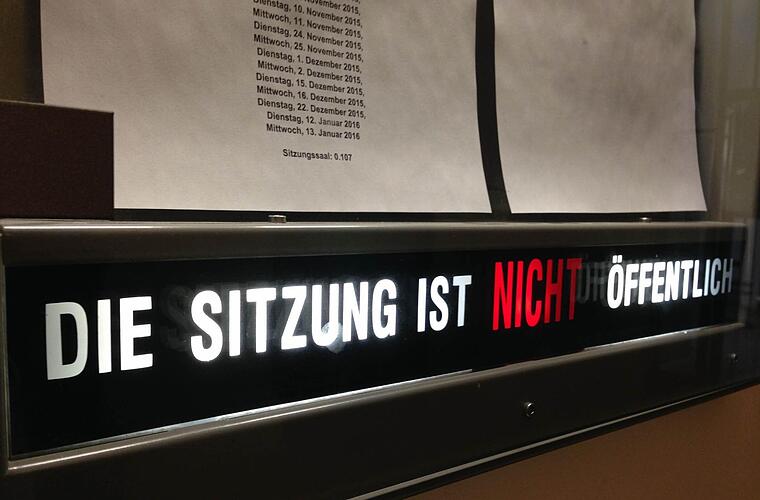 Dienstag, 10. November 2015,
Mittwoch, 11. November 2015,
Dienstag, 24. November 2015,
Mittwoch, 25. November 2015,
Dienstag, 1. Dezember 2015,
Mittwoch, 2. Dezember 2015,
Dienstag, 15. Dezember 2015,
Mittwoch, 16. Dezember 2015,
Dienstag, 22. Dezember 2015,
Dienstag, 12. Januar 2016
Mittwoch, 13. Januar 2016
Sitzungssaal: 0.107
DIE SITZUNG IST NICHT ÖFFENTLICH